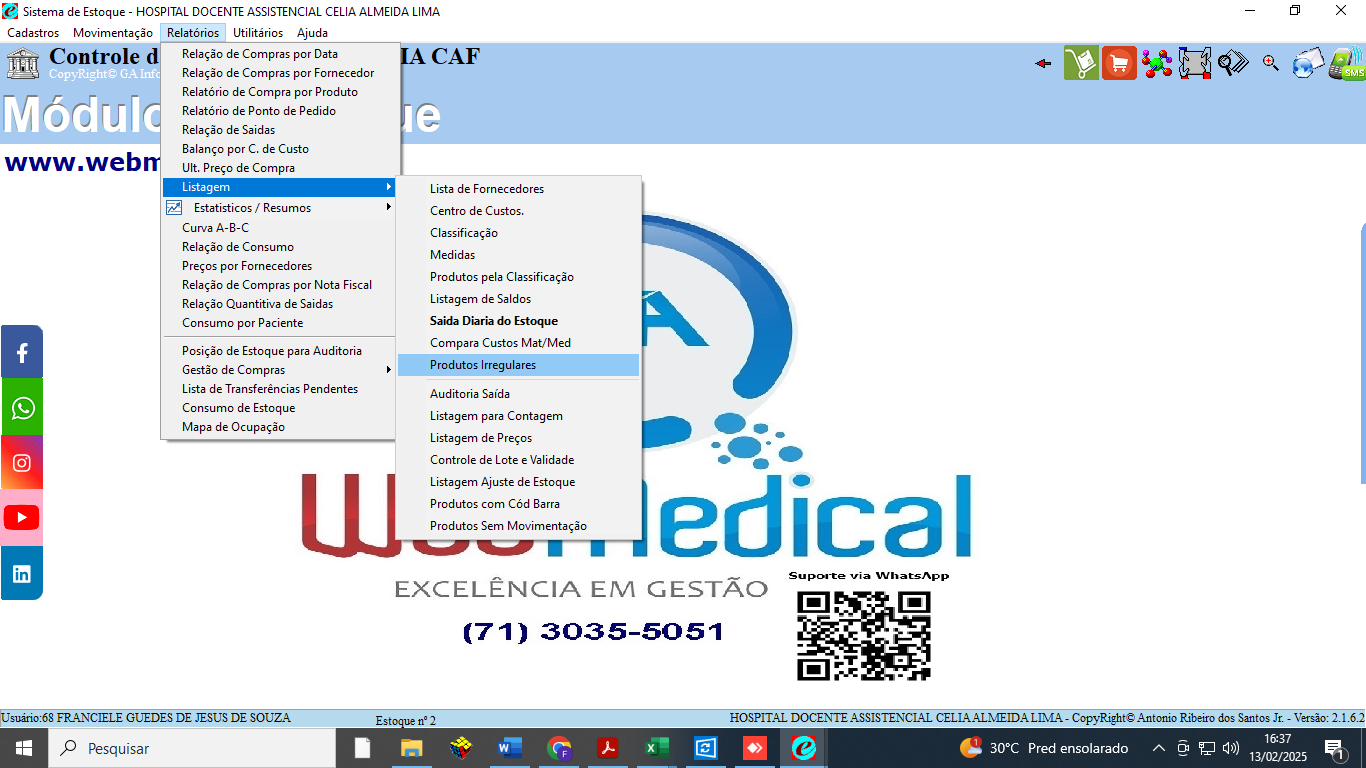 Sistema de Estoque - HOSPITAL DOCENTE ASSISTENCIAL CELIA ALMEIDA LIMA
Cadastros Movimentação Relatórios Utilitários Ajuda
Controle d IA CAF
CopyRight© GA Info
SMS
Módulo ue
www.webm
Relação de Compras por Data
Relação de Compras por Fornecedor
Relatório de Compra por Produto
Relatório de Ponto de Pedido
Relação de Saidas
Balanço por C. de Custo
Ult. Preço de Compra
Listagem
Estatisticos / Resumos
Curva A-B-C
Relação de Consumo
Preços por Fornecedores
Relação de Compras por Nota Fiscal
Relação Quantitiva de Saidas
Consumo por Paciente
Posição de Estoque para Auditoria
Gestão de Compras
Lista de Transferências Pendentes
Consumo de Estoque
Mapa de Ocupação
Lista de Fornecedores
Centro de Custos.
Classificação
Medidas
Produtos pela Classificação
Listagem de Saldos
Saida Diaria do Estoque
Compara Custos Mat/Med
Produtos Irregulares
Auditoria Saída
Listagem para Contagem
Listagem de Preços
Controle de Lote e Validade
Listagem Ajuste de Estoque
Produtos com Cód Barra
Produtos Sem Movimentação
A
WebMedical
EXCELÊNCIA EM GESTÃO
(71) 3035-5051
Suporte via WhatsApp
Usuário:68 FRANCIELE GUEDES DE JESUS DE SOUZA Estoque nº 2 HOSPITAL DOCENTE ASSISTENCIAL CELIA ALMEIDA LIMA - CopyRight© Antonio Ribeiro dos Santos Jr. - Versão: 2.1.6.2
Pesquisar
1 30°C Pred ensolarado
16:37
13/02/2025
1